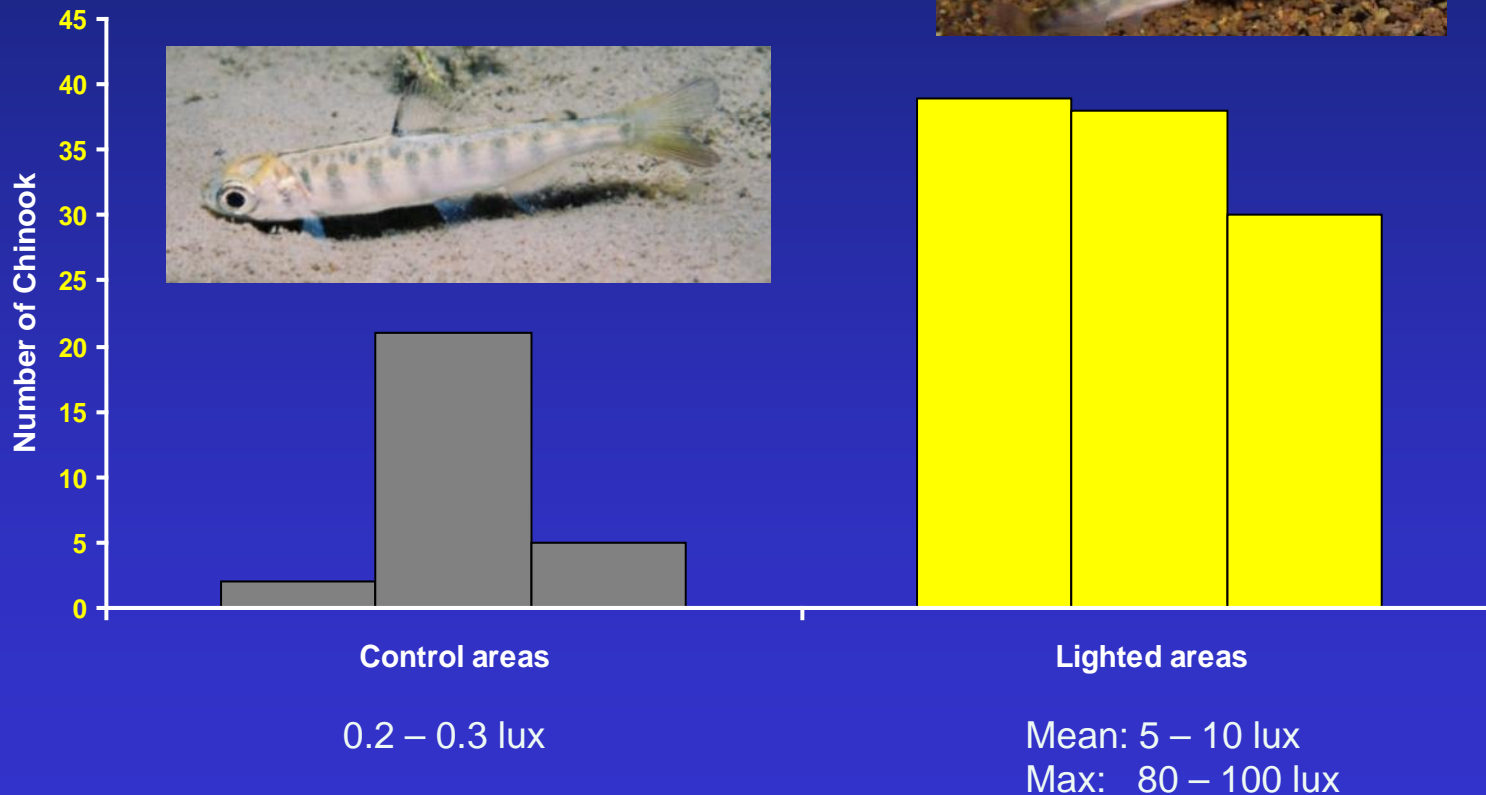 45
40
35
30
25
20
15
10
5
0
Number of Chinook
Control areas
Lighted areas
0.2 – 0.3 lux
Mean: 5 – 10 lux
Max: 80 – 100 lux